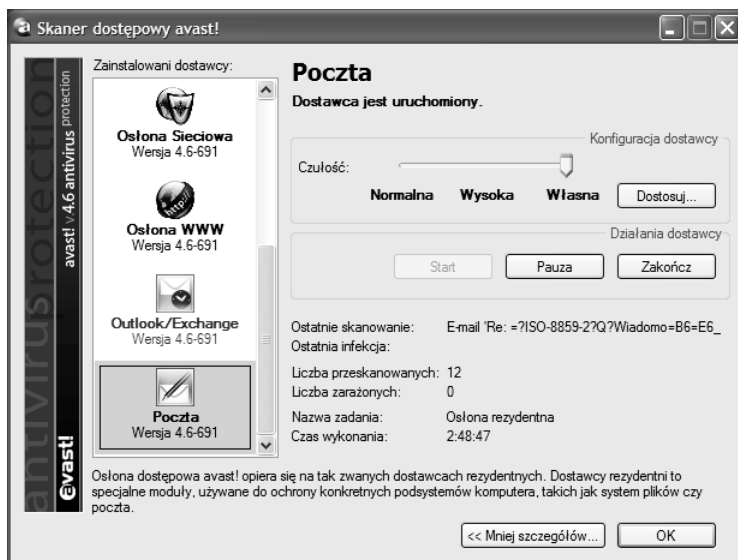 Skaner dostępowy avast!
Zainstalowani dostawcy:
Osłona Sieciowa
Wersja 4.6-691
Osłona WWW
Wersja 4.6-691
Outlook/Exchange
Wersja 4.6-691
Poczta
Wersja 4.6-691
antivirusprotection
avast! v.4.6 antivirus protection
avast!
Poczta
Dostawca jest uruchomiony.
Konfiguracja dostawcy
Czułość:
Normalna Wysoka Własna Dostosuj...
Działania dostawcy
Start Pauza Zakończ
Ostatnie skanowanie: E-mail 'Re: =?ISO-8859-2?Q?Wiadomo=B6=E6_
Ostatnia infekcja:
Liczba przeskanowanych: 12
Liczba zarażonych: 0
Nazwa zadania: Osłona rezydentna
Czas wykonania: 2:48:47
Osłona dostępowa avast! opiera się na tak zwanych dostawcach rezydentnych. Dostawcy rezydentni to
specjalne moduły, używane do ochrony konkretnych podsystemów komputera, takich jak system plików czy
poczta.
<< Mniej szczegółów... OK